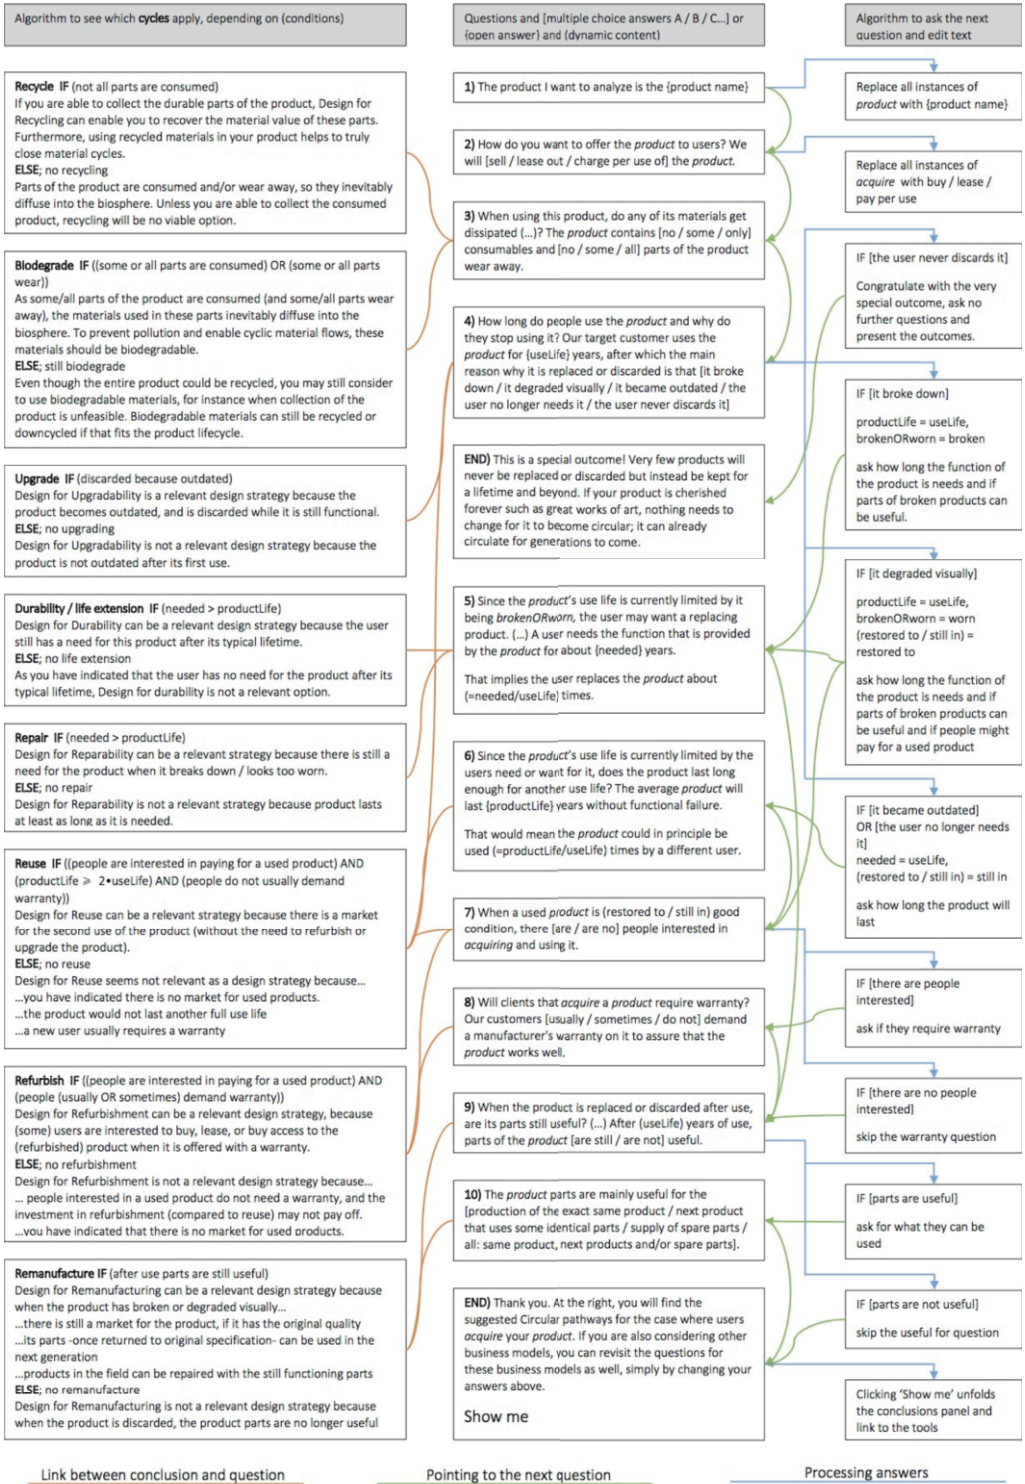 Algorithm to see which cycles apply, depending on (conditions)
Recycle IF (not all parts are consumed)
If you are able to collect the durable parts of the product, Design for
Recycling can enable you to recover the material value of these parts.
Furthermore, using recycled materials in your product helps to truly
close material cycles.
ELSE; no recycling
Parts of the product are consumed and/or wear away, so they inevitably
diffuse into the biosphere. Unless you are able to collect the consumed
product, recycling will be no viable option.
Biodegrade IF ((some or all parts are consumed) OR (some or all parts
wear))
As some/all parts of the product are consumed (and some/all parts wear
away), the materials used in these parts inevitably diffuse into the
biosphere. To prevent pollution and enable cyclic material flows, these
materials should be biodegradable.
ELSE; still biodegrade
Even though the entire product could be recycled, you may still consider
to use biodegradable materials, for instance when collection of the
product is unfeasible. Biodegradable materials can still be recycled or
downcycled if that fits the product lifecycle.
Upgrade IF (discarded because outdated)
Design for Upgradability is a relevant design strategy because the
product becomes outdated, and is discarded while it is still functional.
ELSE; no upgrading
Design for Upgradability is not a relevant design strategy because the
product is not outdated after its first use.
Durability / life extension IF (needed > productLife)
Design for Durability can be a relevant design strategy because the user
still has a need for this product after its typical lifetime.
ELSE; no life extension
As you have indicated that the user has no need for the product after its
typical lifetime, Design for durability is not a relevant option.
Repair IF (needed > productLife)
Design for Reparability can be a relevant strategy because there is still a
need for the product when it breaks down / looks too worn.
ELSE; no repair
Design for Reparability is not a relevant strategy because product lasts
at least as long as it is needed.
Reuse IF ((people are interested in paying for a used product) AND
(productLife ⩾ 2•useLife) AND (people do not usually demand
warranty))
Design for Reuse can be a relevant strategy because there is a market
for the second use of the product (without the need to refurbish or
upgrade the product).
ELSE; no reuse
Design for Reuse seems not relevant as a design strategy because...
...you have indicated there is no market for used products.
...the product would not last another full use life
...a new user usually requires a warranty
Refurbish IF ((people are interested in paying for a used product) AND
(people (usually OR sometimes) demand warranty))
Design for Refurbishment can be a relevant design strategy, because
(some) users are interested to buy, lease, or buy access to the
(refurbished) product when it is offered with a warranty.
ELSE; no refurbishment
Design for Refurbishment is not a relevant design strategy because...
... people interested in a used product do not need a warranty, and the
investment in refurbishment (compared to reuse) may not pay off.
...you have indicated that there is no market for used products.
Remanufacture IF (after use parts are still useful)
Design for Remanufacturing can be a relevant design strategy because
when the product has broken or degraded visually...
...there is still a market for the product, if it has the original quality
...its parts -once returned to original specification- can be used in the
next generation
...products in the field can be repaired with the still functioning parts
ELSE; no remanufacture
Design for Remanufacturing is not a relevant design strategy because
when the product is discarded, the product parts are no longer useful
Questions and [multiple choice answers A / B / C...] or
{open answer} and (dynamic content)
1) The product I want to analyze is the {product name}
2) How do you want to offer the product to users? We
will [sell / lease out / charge per use of] the product.
3) When using this product, do any of its materials get
dissipated (...)? The product contains [no / some / only]
consumables and [no / some / all] parts of the product
wear away.
4) How long do people use the product and why do
they stop using it? Our target customer uses the
product for {useLife} years, after which the main
reason why it is replaced or discarded is that [it broke
down / it degraded visually / it became outdated / the
user no longer needs it / the user never discards it]
END) This is a special outcome! Very few products will
never be replaced or discarded but instead be kept for
a lifetime and beyond. If your product is cherished
forever such as great works of art, nothing needs to
change for it to become circular; it can already
circulate for generations to come.
5) Since the product's use life is currently limited by it
being brokenORworn, the user may want a replacing
product. (...) A user needs the function that is provided
by the product for about {needed} years.
That implies the user replaces the product about
(=needed/useLife) times.
6) Since the product's use life is currently limited by the
users need or want for it, does the product last long
enough for another use life? The average product will
last {productLife} years without functional failure.
That would mean the product could in principle be
used (=productLife/useLife) times by a different user.
7) When a used product is (restored to / still in) good
condition, there [are / are no] people interested in
acquiring and using it.
8) Will clients that acquire a product require warranty?
Our customers [usually / sometimes / do not] demand
a manufacturer's warranty on it to assure that the
product works well.
9) When the product is replaced or discarded after use,
are its parts still useful? (...) After (useLife) years of use,
parts of the product [are still / are not] useful.
10) The product parts are mainly useful for the
[production of the exact same product / next product
that uses some identical parts / supply of spare parts /
all: same product, next products and/or spare parts].
END) Thank you. At the right, you will find the
suggested Circular pathways for the case where users
acquire your product. If you are also considering other
business models, you can revisit the questions for
these business models as well, simply by changing your
answers above.
Show me
Algorithm to ask the next
question and edit text
Replace all instances of
product with {product name}
Replace all instances of
acquire with buy / lease /
pay per use
IF [the user never discards it]
Congratulate with the very
special outcome, ask no
further questions and
present the outcomes.
IF [it broke down]
productLife = useLife,
brokenORworn = broken
ask how long the function of
the product is needs and if
parts of broken products can
be useful.
IF [it degraded visually]
productLife = useLife,
brokenORworn = worn
(restored to / still in) =
restored to
ask how long the function of
the product is needs and if
parts of broken products can
be useful and if people might
pay for a used product
IF [it became outdated]
OR [the user no longer needs
it]
needed = useLife,
(restored to / still in) = still in
ask how long the product will
last
IF [there are people
interested]
ask if they require warranty
IF [there are no people
interested]
skip the warranty question
IF [parts are useful]
ask for what they can be
used
IF [parts are not useful]
skip the useful for question
Clicking 'Show me' unfolds
the conclusions panel and
link to the tools
Link between conclusion and question
Pointing to the next question
Processing answers